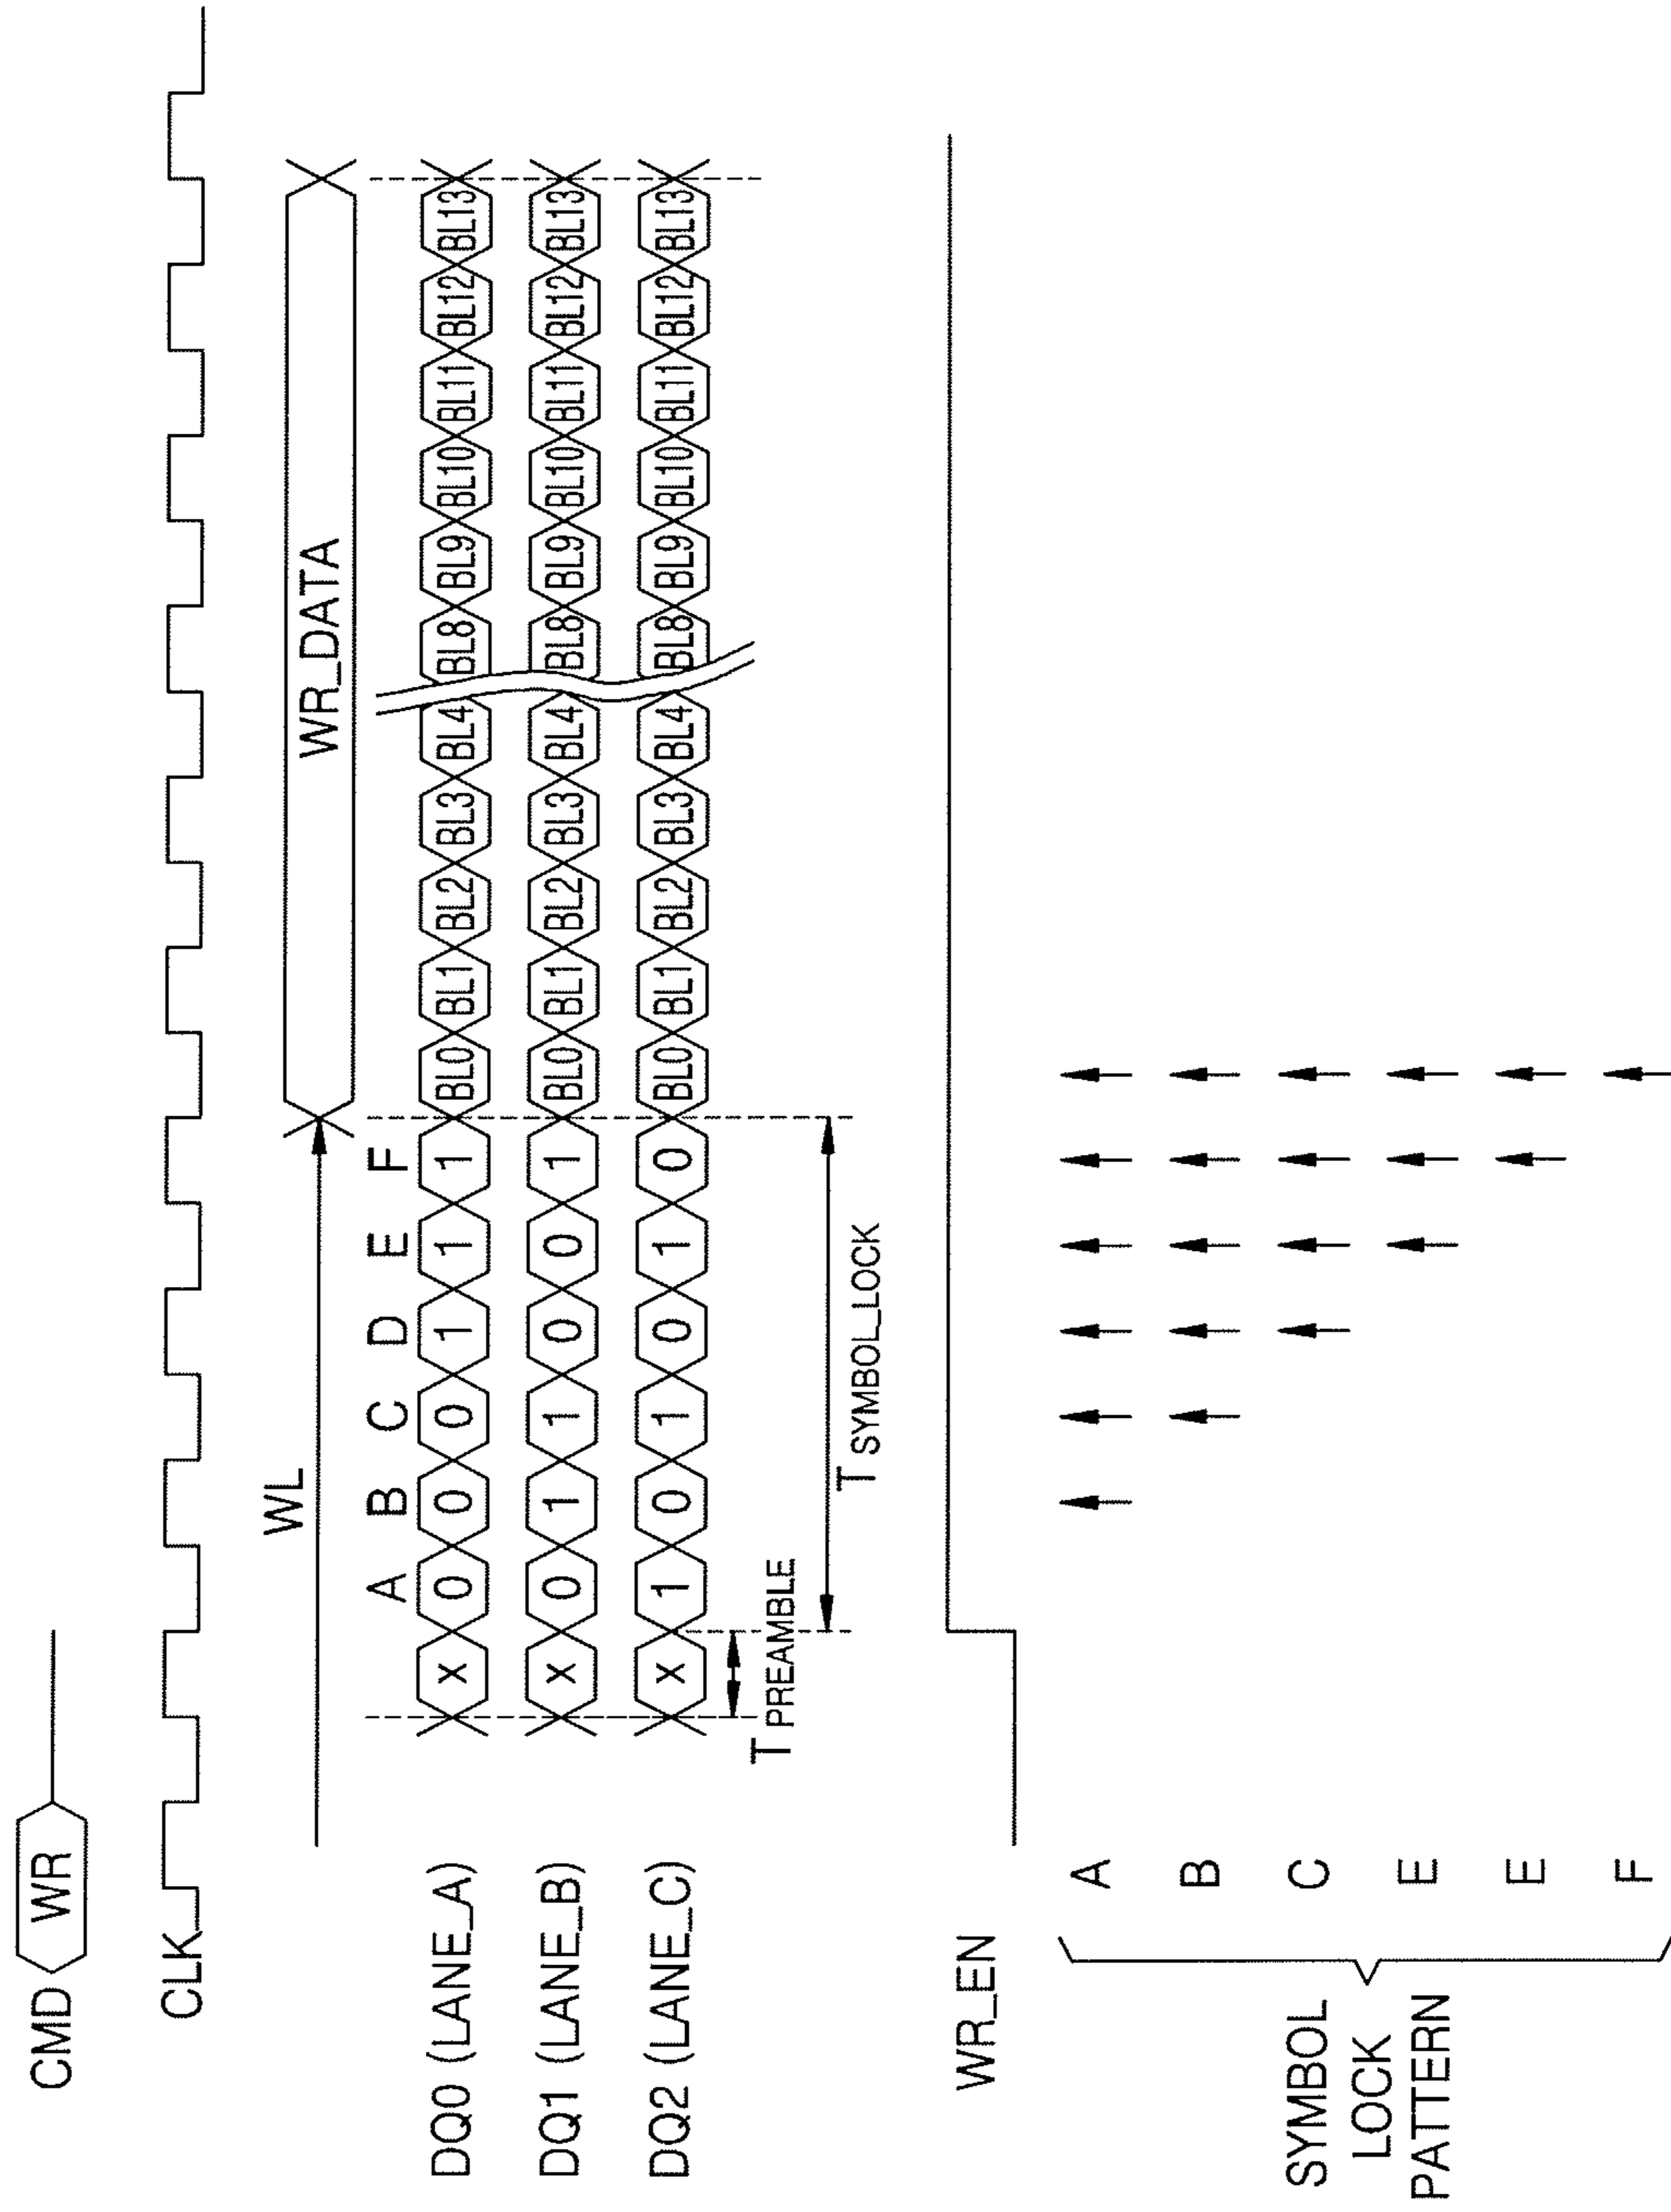 CMD WR
CLK
WL WR_DATA
A B C D E F
DQ0 (LANE_A) x 0 0 0 1 1 1 BL0 BL1 BL2 BL3 BL4 BL8 BL9 BL10 BL11 BL12 BL13
DQ1 (LANE_B) x 0 1 1 0 0 1 BL0 BL1 BL2 BL3 BL4 BL8 BL9 BL10 BL11 BL12 BL13
DQ2 (LANE_C) x 1 0 1 0 1 0 BL0 BL1 BL2 BL3 BL4 BL8 BL9 BL10 BL11 BL12 BL13
T PREAMBLE
T SYMBOL_LOCK
WR_EN
SYMBOL
LOCK
PATTERN
A
B
C
E
E
F